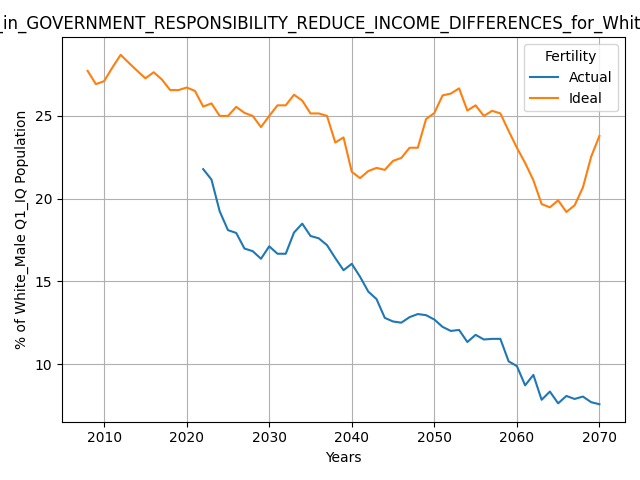 _in_GOVERNMENT_RESPONSIBILITY_REDUCE_INCOME_DIFFERENCES_for_Whit
Fertility
Actual
Ideal
25
20
15
10
% of White_Male Q1_IQ Population
2010 2020 2030 2040 2050 2060 2070
Years